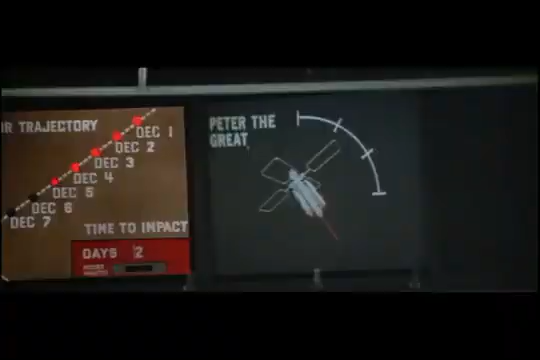 R TRAJECTORY
DEC 1
DEC 2
DEC 3
DEC 4
DEC 5
DEC 6
DEC 7
TIME TO IMPACT
DAYS 2
PETER THE
GREAT